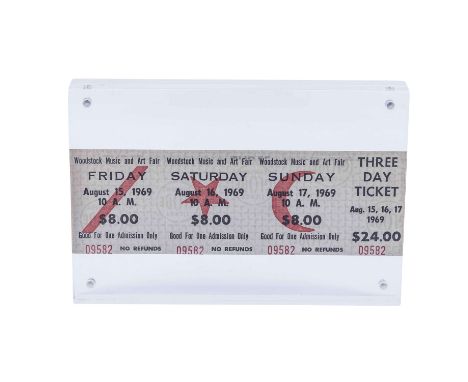 Woodstock Music and Art Fair
FRIDAY
August 15, 1969
10 A. M.
$8.00
Good For One Admission Only
09582 NO REFUNDS
Woodstock Music and Art Fair
SATURDAY
August 16, 1969
10 A. M.
$8.00
Good For One Admission Only
09582 NO REFUNDS
Woodstock Music and Art Fair
SUNDAY
August 17, 1969
10 A. M.
$8.00
Good For One Admission Only
09582 NO REFUNDS
THREE
DAY
TICKET
Aug. 15, 16, 17
1969
$24.00
09582